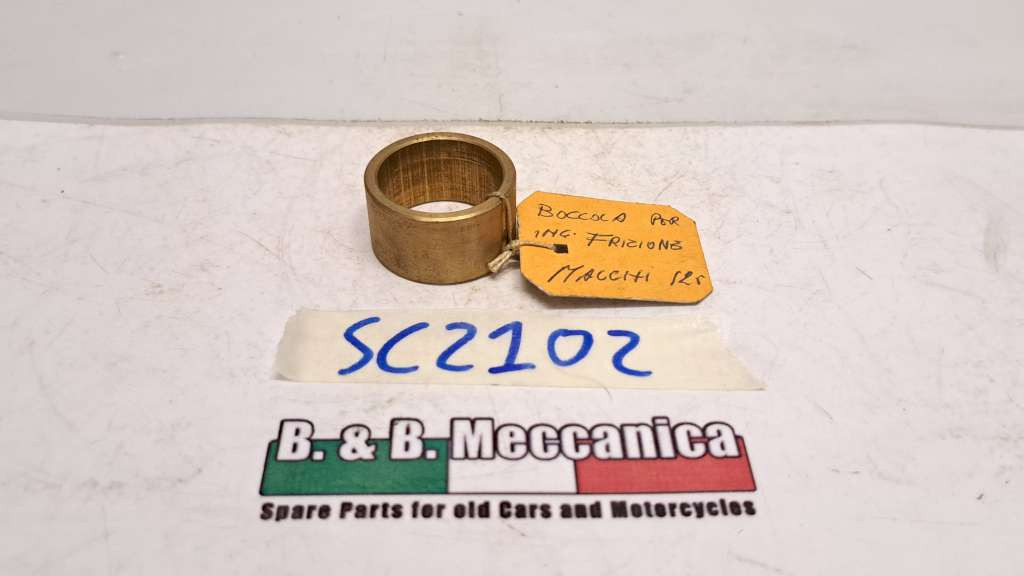 BOCCOLA PER
ING. FRIZIONE
MACCHI 125
SC2102
B. & B. Meccanica
Spare Parts for old Cars and Motorcycles